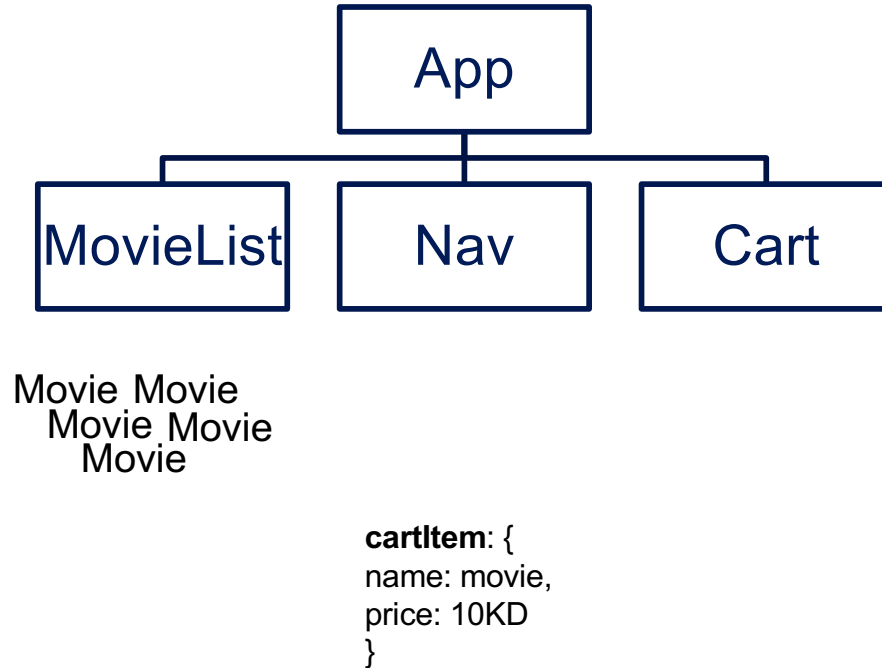 App
MovieList Nav Cart
Movie Movie
Movie Movie
Movie
cartItem: {
name: movie,
price: 10KD
}